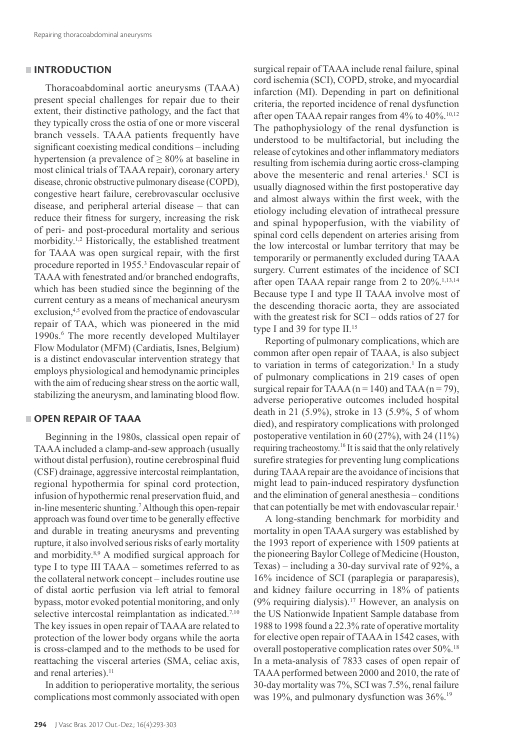 Repairing thoracoabdominal aneurysms
INTRODUCTION
Thoracoabdominal aortic aneurysms (TAAA)
present special challenges for repair due to their
extent, their distinctive pathology, and the fact that
they typically cross the ostia of one or more visceral
branch vessels. TAAA patients frequently have
significant coexisting medical conditions – including
hypertension (a prevalence of ≥ 80% at baseline in
most clinical trials of TAAA repair), coronary artery
disease, chronic obstructive pulmonary disease (COPD),
congestive heart failure, cerebrovascular occlusive
disease, and peripheral arterial disease – that can
reduce their fitness for surgery, increasing the risk
of peri- and post-procedural mortality and serious
morbidity.1,2 Historically, the established treatment
for TAAA was open surgical repair, with the first
procedure reported in 1955.3 Endovascular repair of
TAAA with fenestrated and/or branched endografts,
which has been studied since the beginning of the
current century as a means of mechanical aneurysm
exclusion,4,5 evolved from the practice of endovascular
repair of TAA, which was pioneered in the mid
1990s.6 The more recently developed Multilayer
Flow Modulator (MFM) (Cardiatis, Isnes, Belgium)
is a distinct endovascular intervention strategy that
employs physiological and hemodynamic principles
with the aim of reducing shear stress on the aortic wall,
stabilizing the aneurysm, and laminating blood flow.
OPEN REPAIR OF TAAA
Beginning in the 1980s, classical open repair of
TAAA included a clamp-and-sew approach (usually
without distal perfusion), routine cerebrospinal fluid
(CSF) drainage, aggressive intercostal reimplantation,
regional hypothermia for spinal cord protection,
infusion of hypothermic renal preservation fluid, and
in-line mesenteric shunting.7 Although this open-repair
approach was found over time to be generally effective
and durable in treating aneurysms and preventing
rupture, it also involved serious risks of early mortality
and morbidity.8,9 A modified surgical approach for
type I to type III TAAA – sometimes referred to as
the collateral network concept – includes routine use
of distal aortic perfusion via left atrial to femoral
bypass, motor evoked potential monitoring, and only
selective intercostal reimplantation as indicated.7,10
The key issues in open repair of TAAA are related to
protection of the lower body organs while the aorta
is cross-clamped and to the methods to be used for
reattaching the visceral arteries (SMA, celiac axis,
and renal arteries).11
In addition to perioperative mortality, the serious
complications most commonly associated with open
surgical repair of TAAA include renal failure, spinal
cord ischemia (SCI), COPD, stroke, and myocardial
infarction (MI). Depending in part on definitional
criteria, the reported incidence of renal dysfunction
after open TAAA repair ranges from 4% to 40%.10,12
The pathophysiology of the renal dysfunction is
understood to be multifactorial, but including the
release of cytokines and other inflammatory mediators
resulting from ischemia during aortic cross-clamping
above the mesenteric and renal arteries.1 SCI is
usually diagnosed within the first postoperative day
and almost always within the first week, with the
etiology including elevation of intrathecal pressure
and spinal hypoperfusion, with the viability of
spinal cord cells dependent on arteries arising from
the low intercostal or lumbar territory that may be
temporarily or permanently excluded during TAAA
surgery. Current estimates of the incidence of SCI
after open TAAA repair range from 2 to 20%.1,13,14
Because type I and type II TAAA involve most of
the descending thoracic aorta, they are associated
with the greatest risk for SCI – odds ratios of 27 for
type I and 39 for type II.15
Reporting of pulmonary complications, which are
common after open repair of TAAA, is also subject
to variation in terms of categorization.1 In a study
of pulmonary complications in 219 cases of open
surgical repair for TAAA (n = 140) and TAA (n = 79),
adverse perioperative outcomes included hospital
death in 21 (5.9%), stroke in 13 (5.9%, 5 of whom
died), and respiratory complications with prolonged
postoperative ventilation in 60 (27%), with 24 (11%)
requiring tracheostomy.16 It is said that the only relatively
surefire strategies for preventing lung complications
during TAAA repair are the avoidance of incisions that
might lead to pain-induced respiratory dysfunction
and the elimination of general anesthesia – conditions
that can potentially be met with endovascular repair.1
A long-standing benchmark for morbidity and
mortality in open TAAA surgery was established by
the 1993 report of experience with 1509 patients at
the pioneering Baylor College of Medicine (Houston,
Texas) – including a 30-day survival rate of 92%, a
16% incidence of SCI (paraplegia or paraparesis),
and kidney failure occurring in 18% of patients
(9% requiring dialysis).17 However, an analysis on
the US Nationwide Inpatient Sample database from
1988 to 1998 found a 22.3% rate of operative mortality
for elective open repair of TAAA in 1542 cases, with
overall postoperative complication rates over 50%.18
In a meta-analysis of 7833 cases of open repair of
TAAA performed between 2000 and 2010, the rate of
30-day mortality was 7%, SCI was 7.5%, renal failure
was 19%, and pulmonary dysfunction was 36%.19
294 J Vasc Bras. 2017 Out.-Dez.; 16(4):293-303